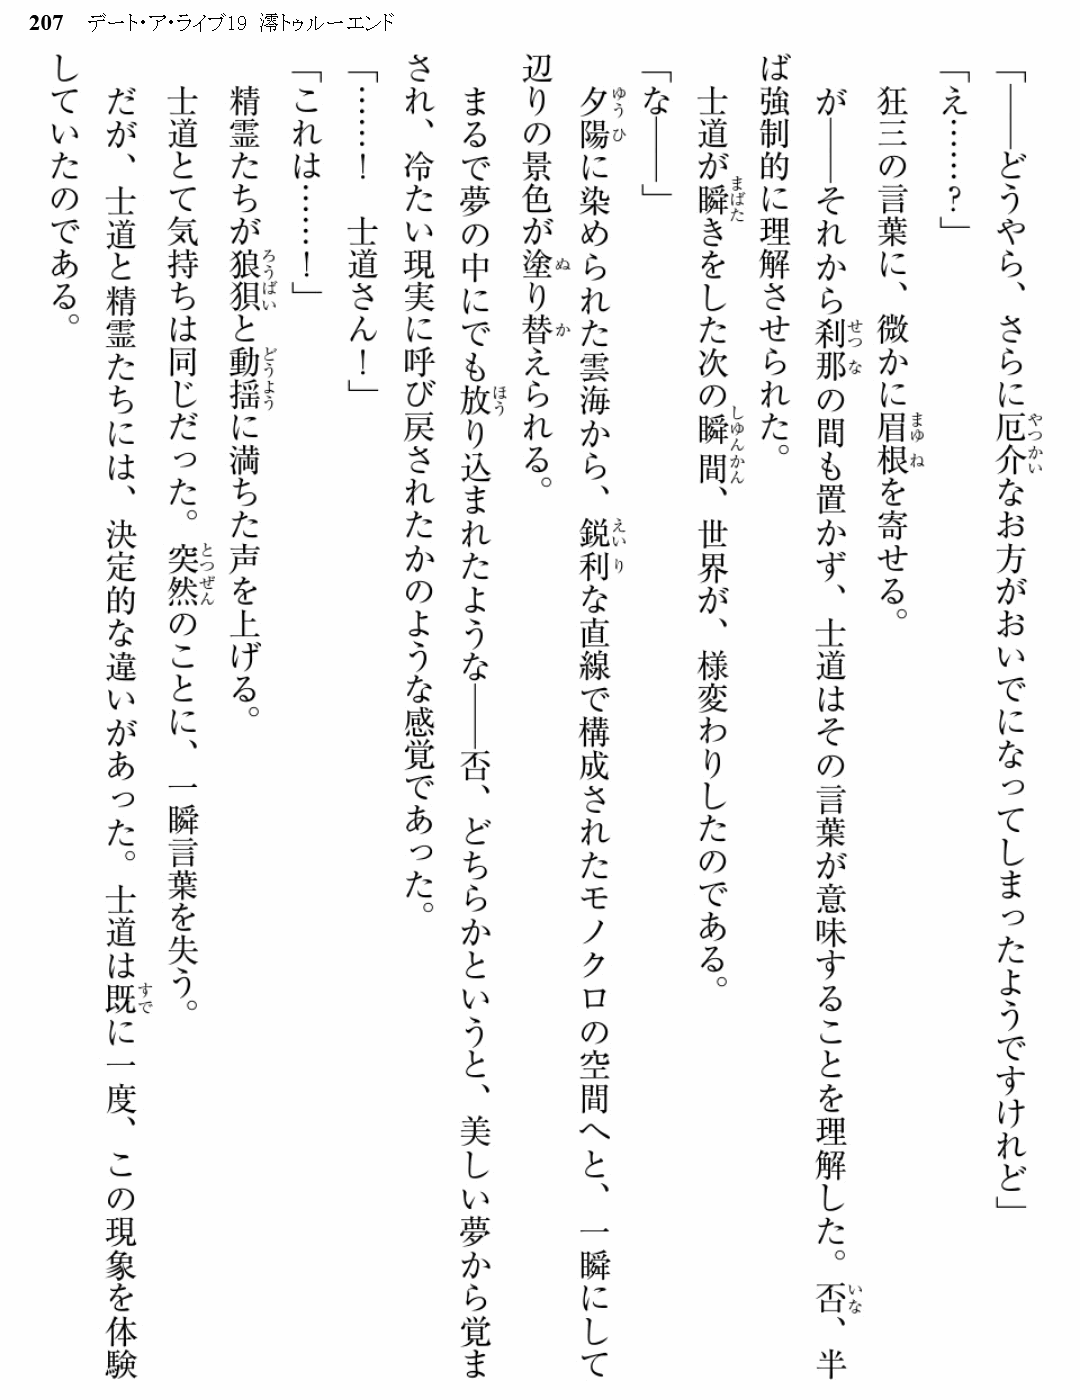 207 デート・ア・ライブ19 澪トゥルーエンド
「――どうやら、さらに厄介なお方がおいでになってしまったようですけれど」
「え……？」
狂三の言葉に、微かに眉根を寄せる。
が――それから刹那の間も置かず、士道はその言葉が意味することを理解した。否、半
ば強制的に理解させられた。
士道が瞬きをした次の瞬間、世界が、様変わりしたのである。
「な――」
夕陽に染められた雲海から、鋭利な直線で構成されたモノクロの空間へと、一瞬にして
辺りの景色が塗り替えられる。
まるで夢の中にでも放り込まれたような――否、どちらかというと、美しい夢から覚ま
され、冷たい現実に呼び戻されたかのような感覚であった。
「……！　士道さん！」
「これは……！」
精霊たちが狼狽と動揺に満ちた声を上げる。
士道とて気持ちは同じだった。突然のことに、一瞬言葉を失う。
だが、士道と精霊たちには、決定的な違いがあった。士道は既に一度、この現象を体験
していたのである。